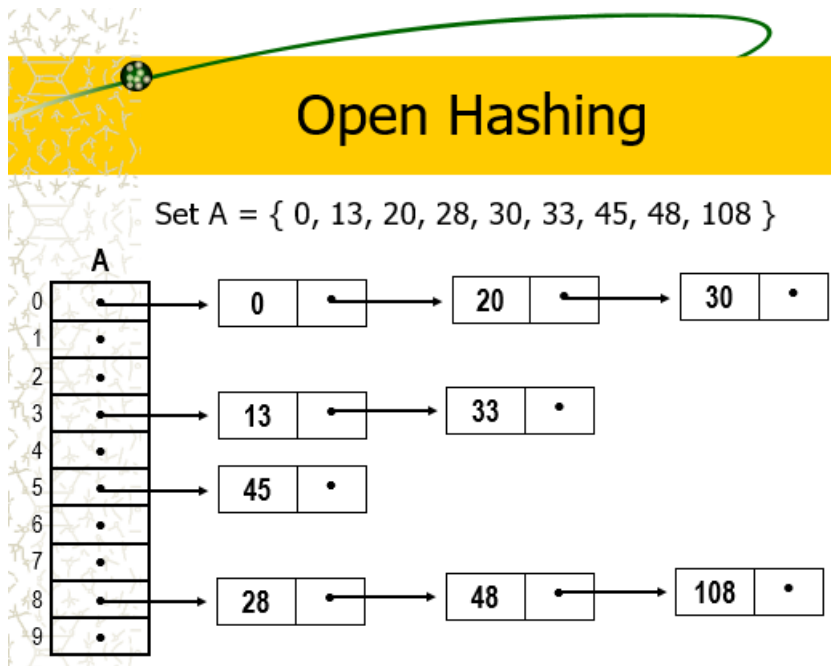 Open Hashing
Set A = { 0, 13, 20, 28, 30, 33, 45, 48, 108 }
A
0 0 20 30
1
2
3 13 33
4
5 45
6
7
8 28 48 108
9